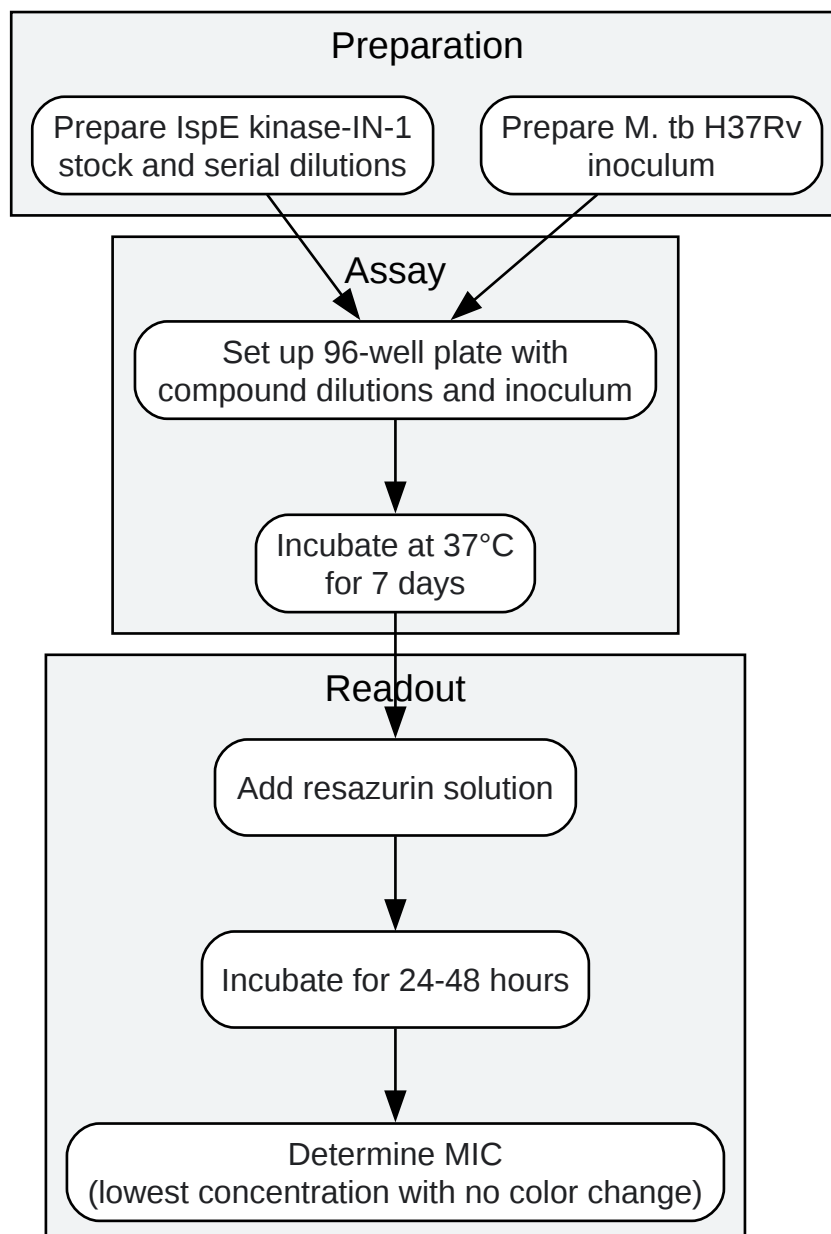 Preparation
Prepare IspE kinase-IN-1
stock and serial dilutions
Prepare M. tb H37Rv
inoculum
Assay
Set up 96-well plate with
compound dilutions and inoculum
Incubate at 37°C
for 7 days
Readout
Add resazurin solution
Incubate for 24-48 hours
Determine MIC
(lowest concentration with no color change)